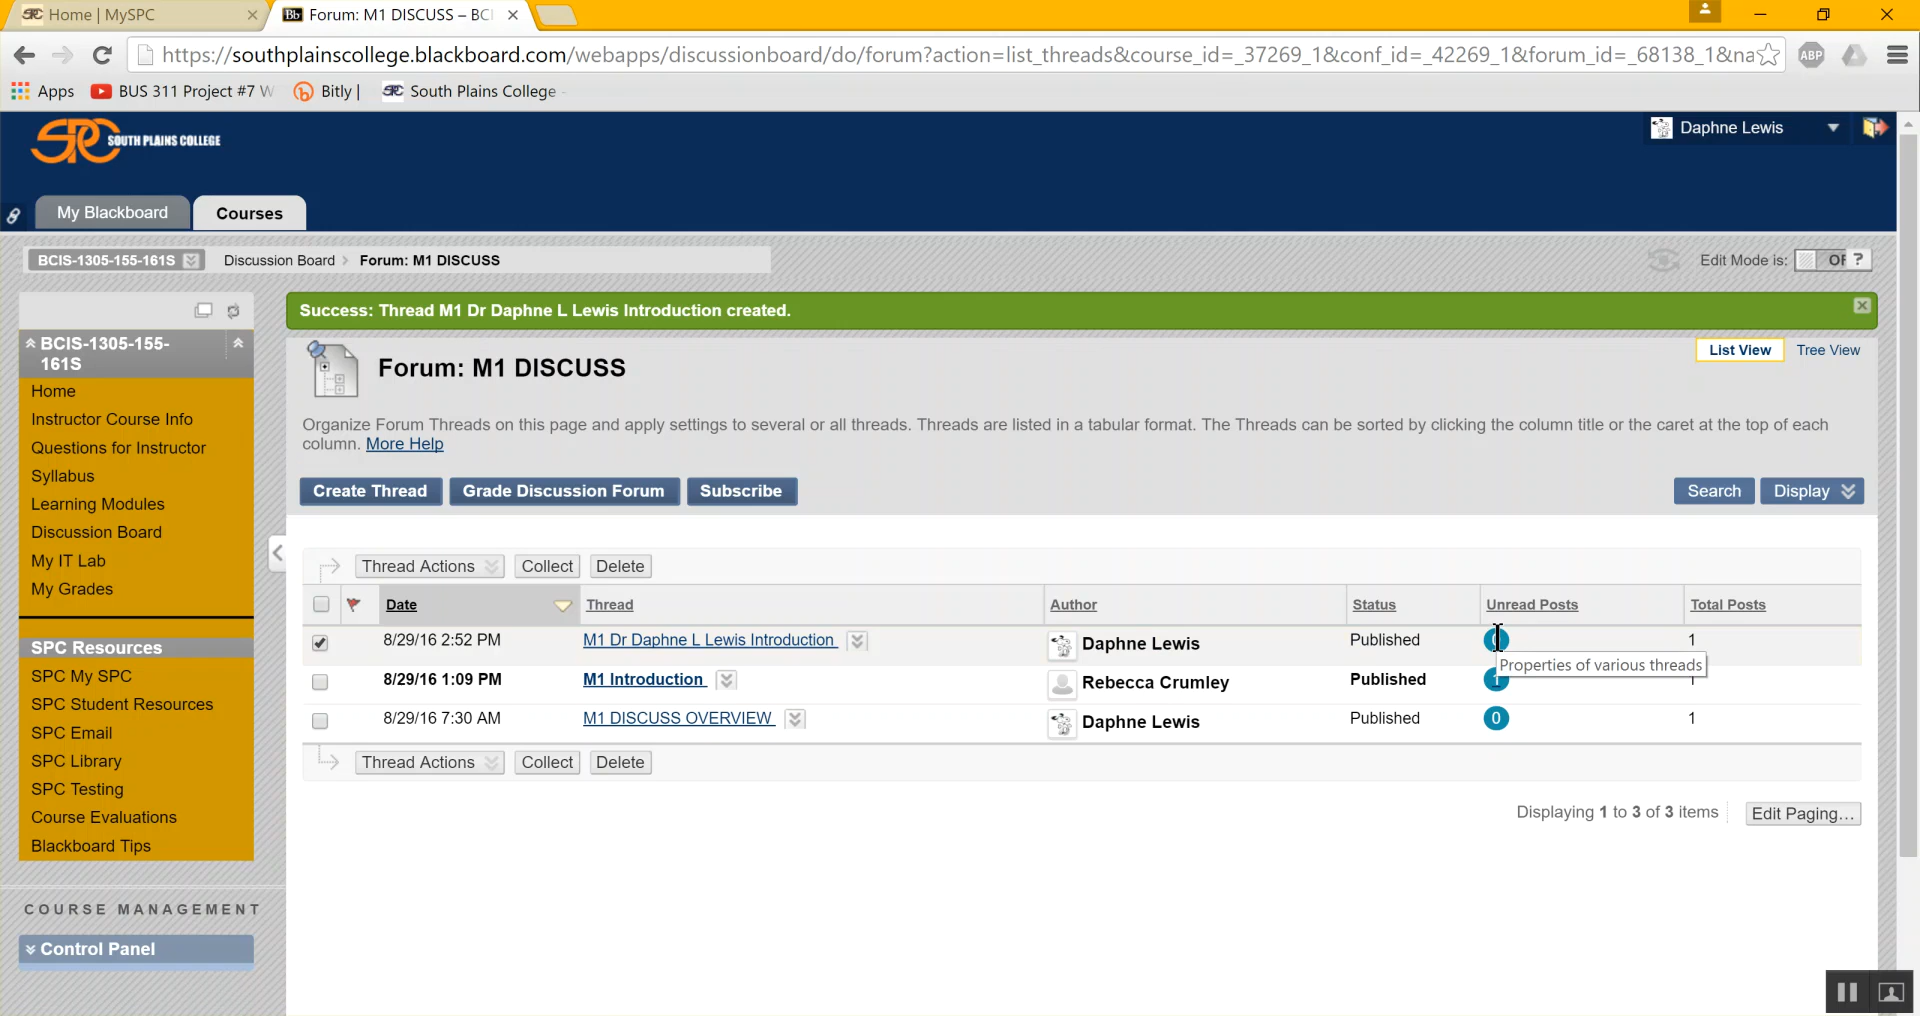 Home | MySPC
Forum: M1 DISCUSS – BCI
https://southplainscollege.blackboard.com/webapps/discussionboard/do/forum?action=list_threads&course_id=_37269_1&conf_id=_42269_1&forum_id=_68138_1&na
ABP
Apps
BUS 311 Project #7 W
Bitly |
South Plains College -
SPC SOUTH PLAINS COLLEGE
Daphne Lewis
My Blackboard
Courses
BCIS-1305-155-161S
Discussion Board
Forum: M1 DISCUSS
Edit Mode is:
OF
?
Success: Thread M1 Dr Daphne L Lewis Introduction created.
BCIS-1305-155-
161S
Home
Instructor Course Info
Questions for Instructor
Syllabus
Learning Modules
Discussion Board
My IT Lab
My Grades
SPC Resources
SPC My SPC
SPC Student Resources
SPC Email
SPC Library
SPC Testing
Course Evaluations
Blackboard Tips
COURSE MANAGEMENT
Control Panel
Forum: M1 DISCUSS
List View
Tree View
Organize Forum Threads on this page and apply settings to several or all threads. Threads are listed in a tabular format. The Threads can be sorted by clicking the column title or the caret at the top of each
column. More Help
Create Thread
Grade Discussion Forum
Subscribe
Search
Display
Thread Actions
Collect
Delete
Date Thread Author Status Unread Posts Total Posts
8/29/16 2:52 PM M1 Dr Daphne L Lewis Introduction Daphne Lewis Published 1
Properties of various threads
8/29/16 1:09 PM M1 Introduction Rebecca Crumley Published 1 1
8/29/16 7:30 AM M1 DISCUSS OVERVIEW Daphne Lewis Published 0 1
Thread Actions
Collect
Delete
Displaying 1 to 3 of 3 items
Edit Paging...